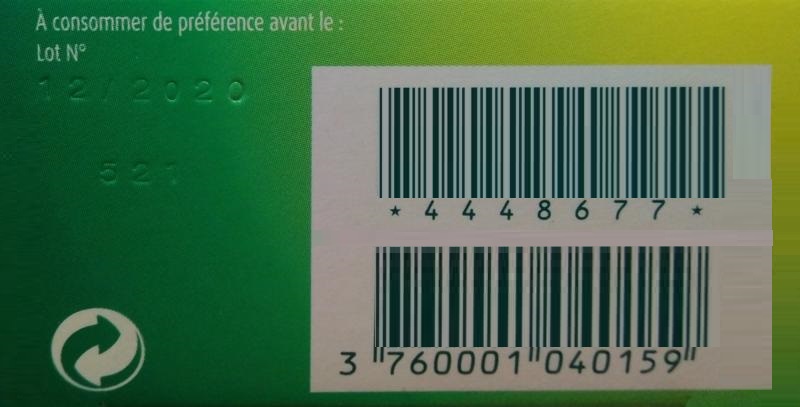 À consommer de préférence avant le :
Lot N°
12/2020
521
* 4448677 *
3 "760001"040159"